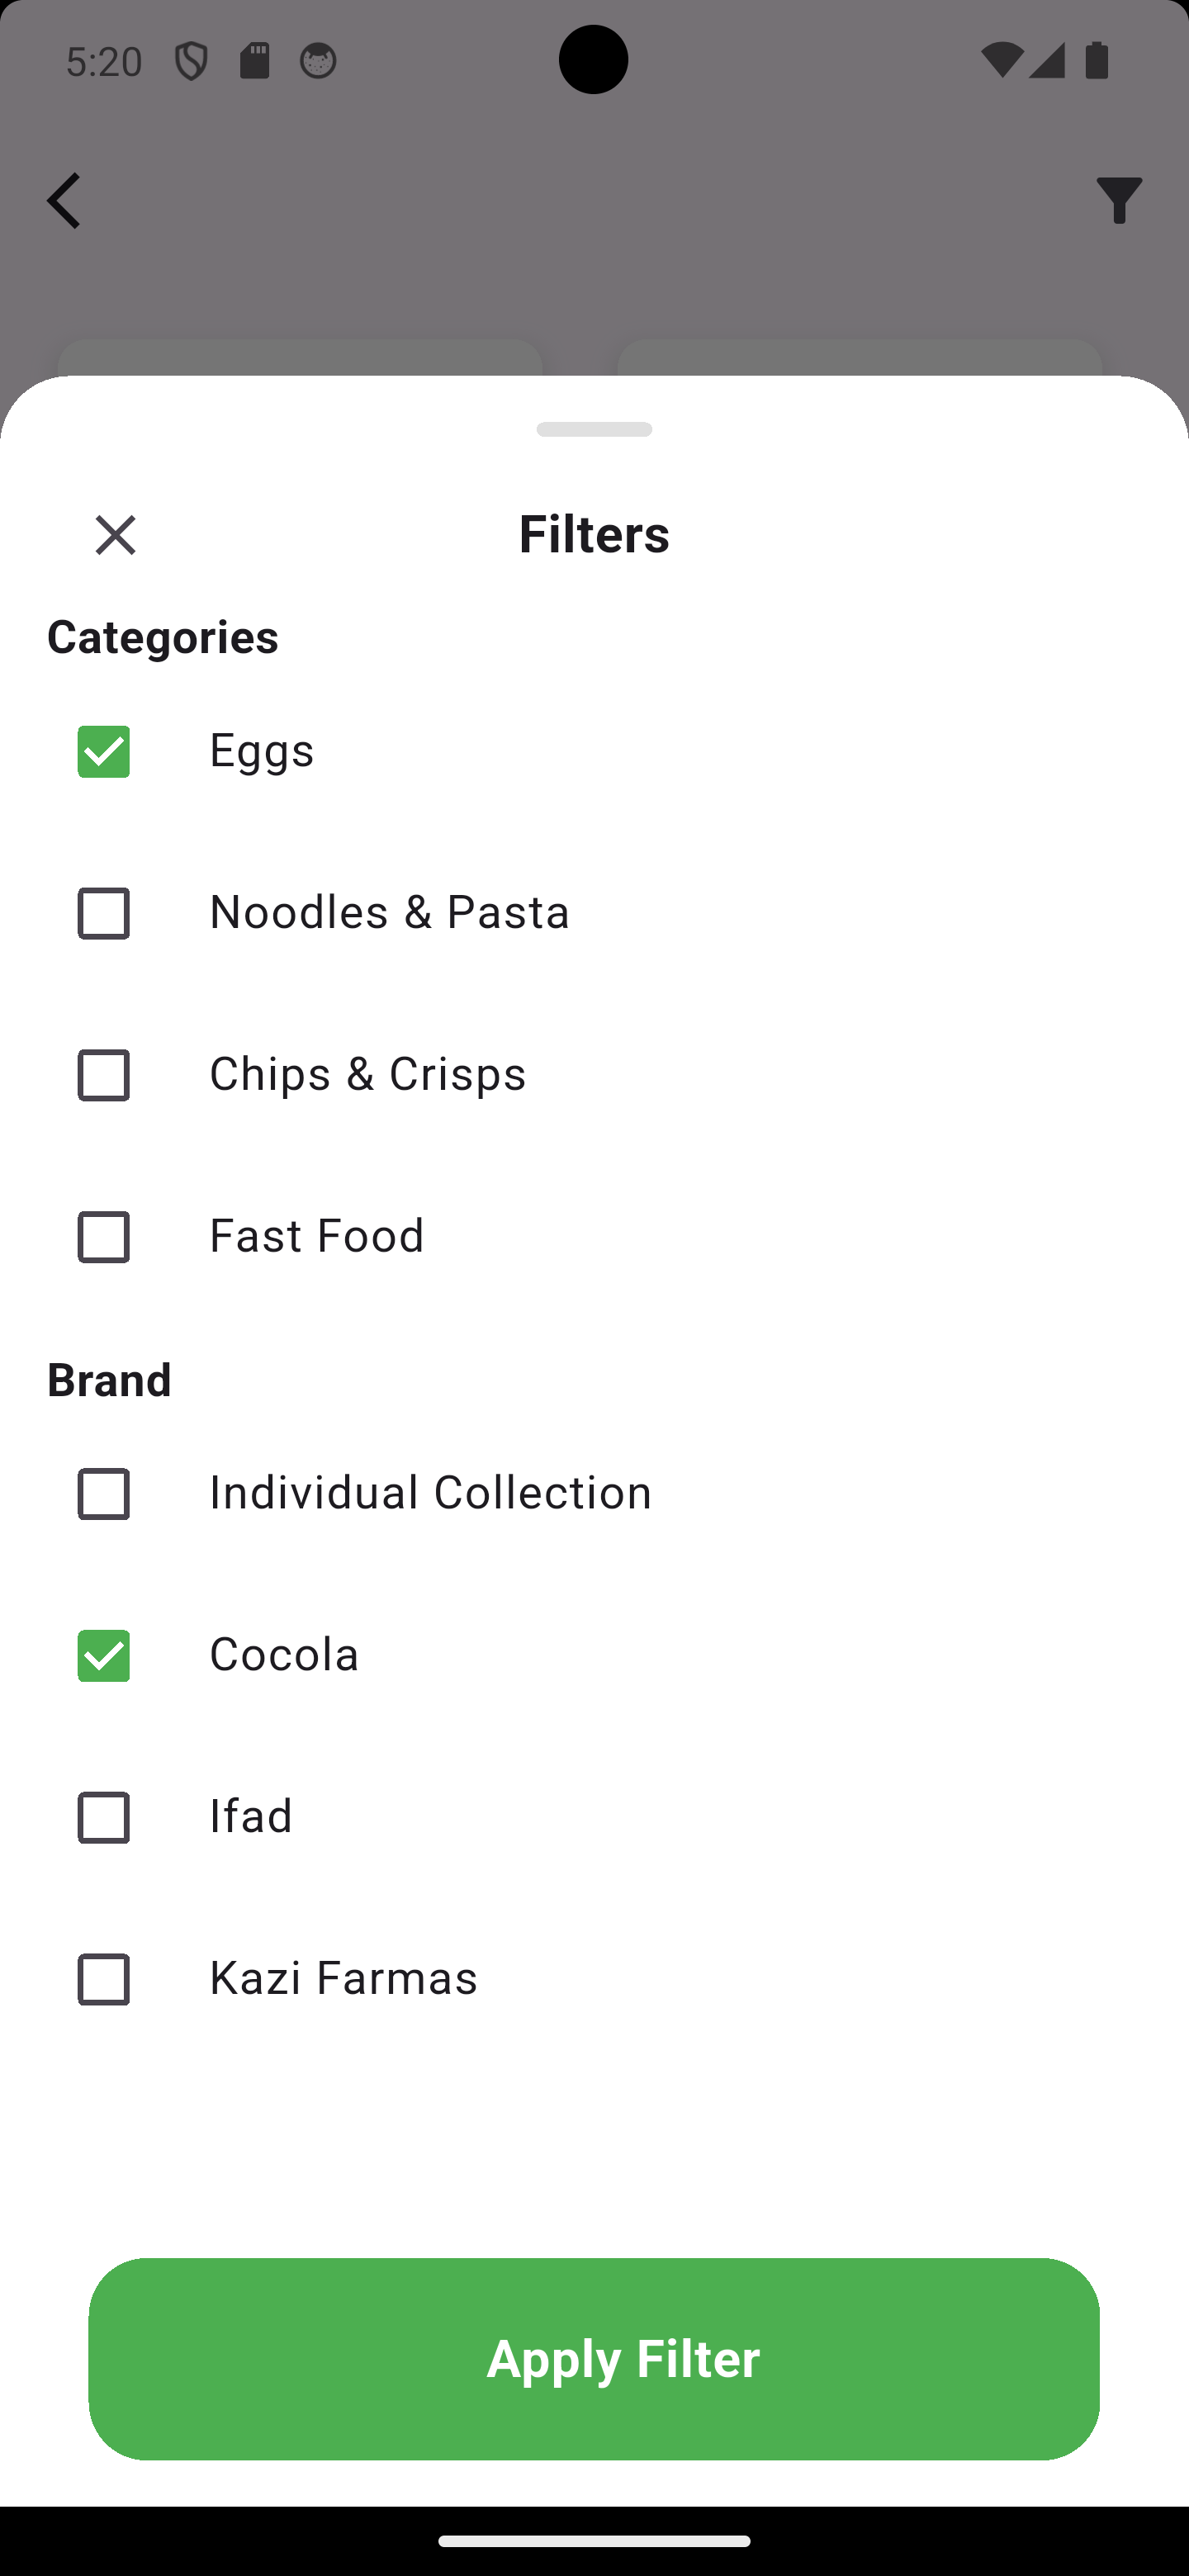 5:20
Filters
Categories
Eggs
Noodles & Pasta
Chips & Crisps
Fast Food
Brand
Individual Collection
Cocola
Ifad
Kazi Farmas
Apply Filter